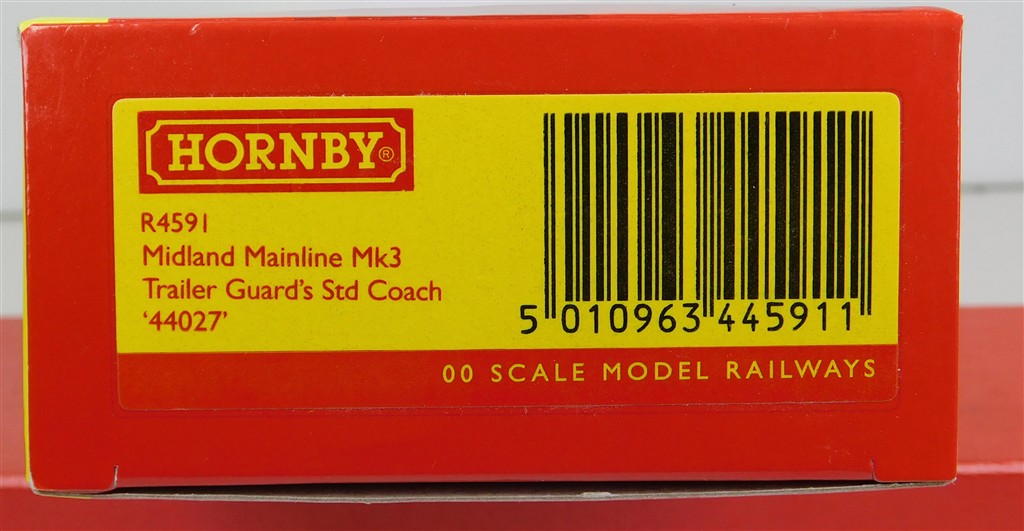 HORNBY®
R4591
Midland Mainline Mk3
Trailer Guard's Std Coach
'44027'
5 010963 445911
00 SCALE MODEL RAILWAYS